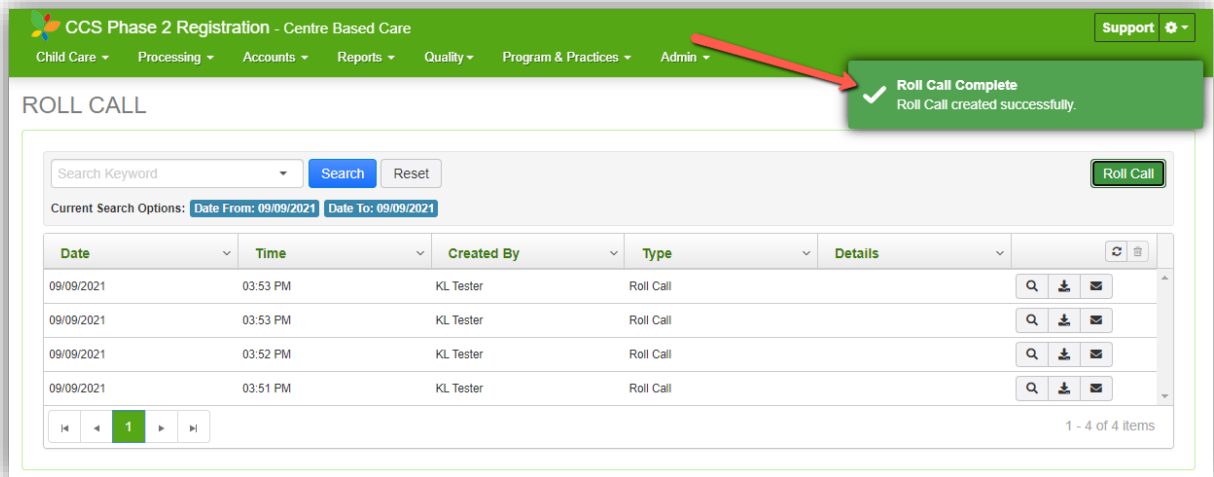 CCS Phase 2 Registration - Centre Based Care
Support
Child Care Processing Accounts Reports Quality Program & Practices Admin
Roll Call Complete
Roll Call created successfully.
ROLL CALL
Search Keyword Search Reset Roll Call
Current Search Options: Date From: 09/09/2021 Date To: 09/09/2021
Date Time Created By Type Details
09/09/2021 03:53 PM KL Tester Roll Call
09/09/2021 03:53 PM KL Tester Roll Call
09/09/2021 03:52 PM KL Tester Roll Call
09/09/2021 03:51 PM KL Tester Roll Call
1 1 - 4 of 4 items